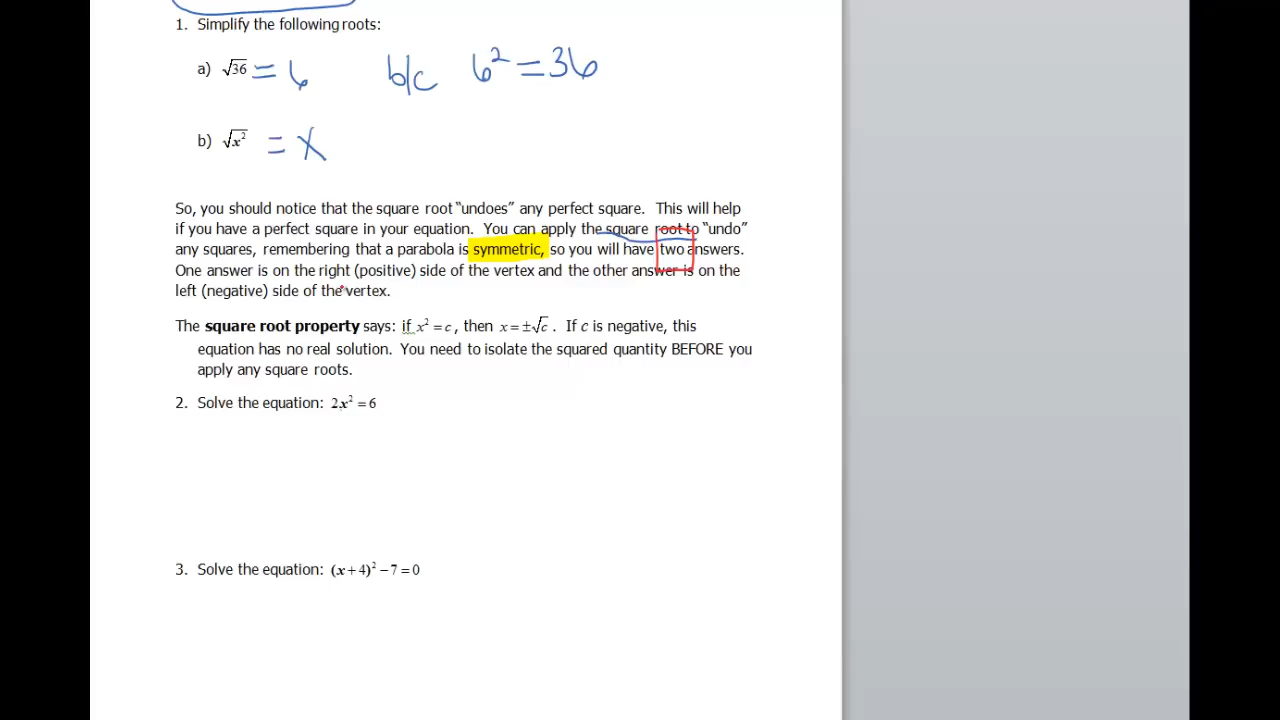 1. Simplify the following roots:
a) √36 = 6 b/c 6² = 36
b) √x² = x
So, you should notice that the square root “undoes” any perfect square. This will help
if you have a perfect square in your equation. You can apply the square root to “undo”
any squares, remembering that a parabola is symmetric, so you will have two answers.
One answer is on the right (positive) side of the vertex and the other answer is on the
left (negative) side of the vertex.
The square root property says: if x² = c, then x = ±√c. If c is negative, this
equation has no real solution. You need to isolate the squared quantity BEFORE you
apply any square roots.
2. Solve the equation: 2x² = 6
3. Solve the equation: (x + 4)² − 7 = 0